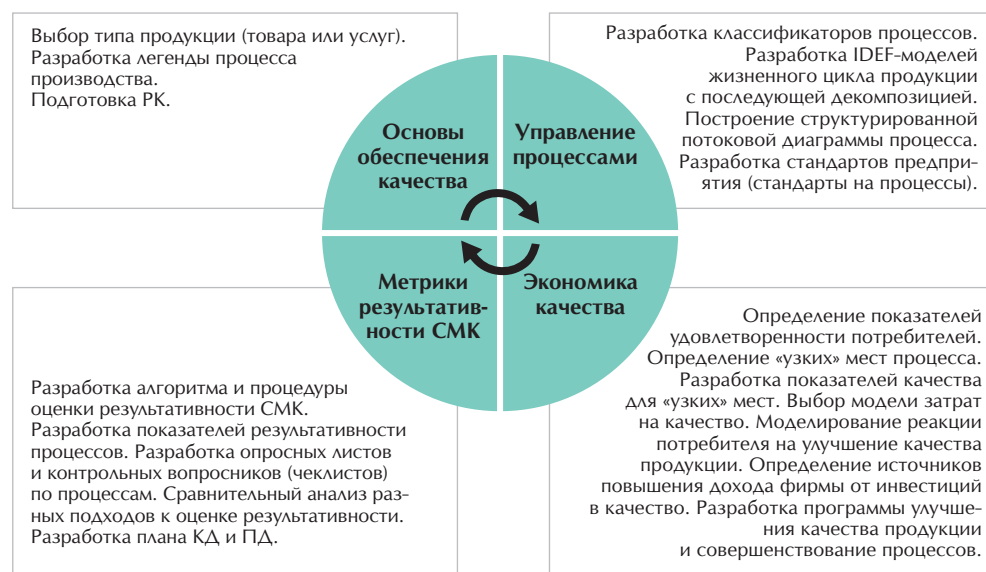 Выбор типа продукции (товара или услуг).
Разработка легенды процесса
производства.
Подготовка РК.
Разработка классификаторов процессов.
Разработка IDEF-моделей
жизненного цикла продукции
с последующей декомпозицией.
Построение структурированной
потоковой диаграммы процесса.
Разработка стандартов предпри-
ятия (стандарты на процессы).
Основы
обеспечения
качества
Управление
процессами
Метрики
результатив-
ности СМК
Экономика
качества
Разработка алгоритма и процедуры
оценки результативности СМК.
Разработка показателей результативности
процессов. Разработка опросных листов
и контрольных вопросников (чеклистов)
по процессам. Сравнительный анализ раз-
ных подходов к оценке результативности.
Разработка плана КД и ПД.
Определение показателей
удовлетворенности потребителей.
Определение «узких» мест процесса.
Разработка показателей качества
для «узких» мест. Выбор модели затрат
на качество. Моделирование реакции
потребителя на улучшение качества
продукции. Определение источников
повышения дохода фирмы от инвестиций
в качество. Разработка программы улучше-
ния качества продукции
и совершенствование процессов.